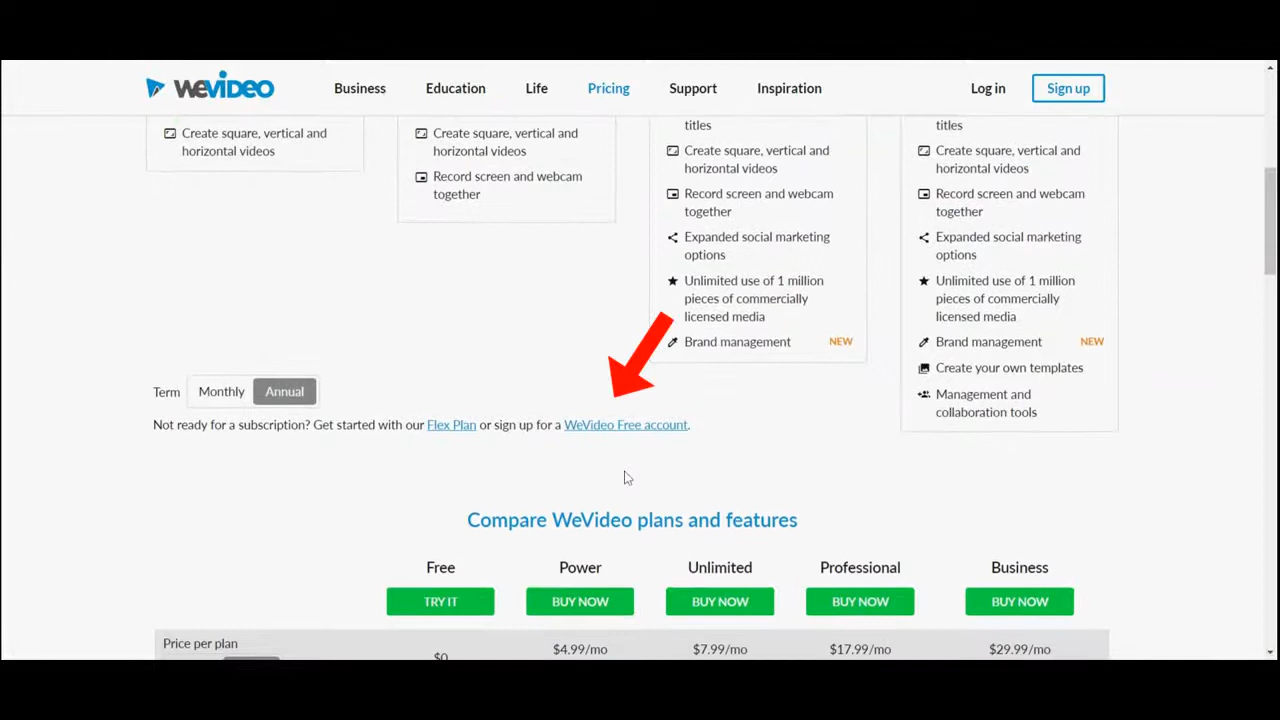 WEVIDEO
Business
Education
Life
Pricing
Support
Inspiration
Log in
Sign up
Create square, vertical and
horizontal videos
Create square, vertical and
horizontal videos
Record screen and webcam
together
titles
Create square, vertical and
horizontal videos
Record screen and webcam
together
Expanded social marketing
options
Unlimited use of 1 million
pieces of commercially
licensed media
Brand management NEW
titles
Create square, vertical and
horizontal videos
Record screen and webcam
together
Expanded social marketing
options
Unlimited use of 1 million
pieces of commercially
licensed media
Brand management NEW
Create your own templates
Management and
collaboration tools
Term Monthly Annual
Not ready for a subscription? Get started with our Flex Plan or sign up for a WeVideo Free account.
Compare WeVideo plans and features
Free Power Unlimited Professional Business
TRY IT BUY NOW BUY NOW BUY NOW BUY NOW
Price per plan
$0 $4.99/mo $7.99/mo $17.99/mo $29.99/mo